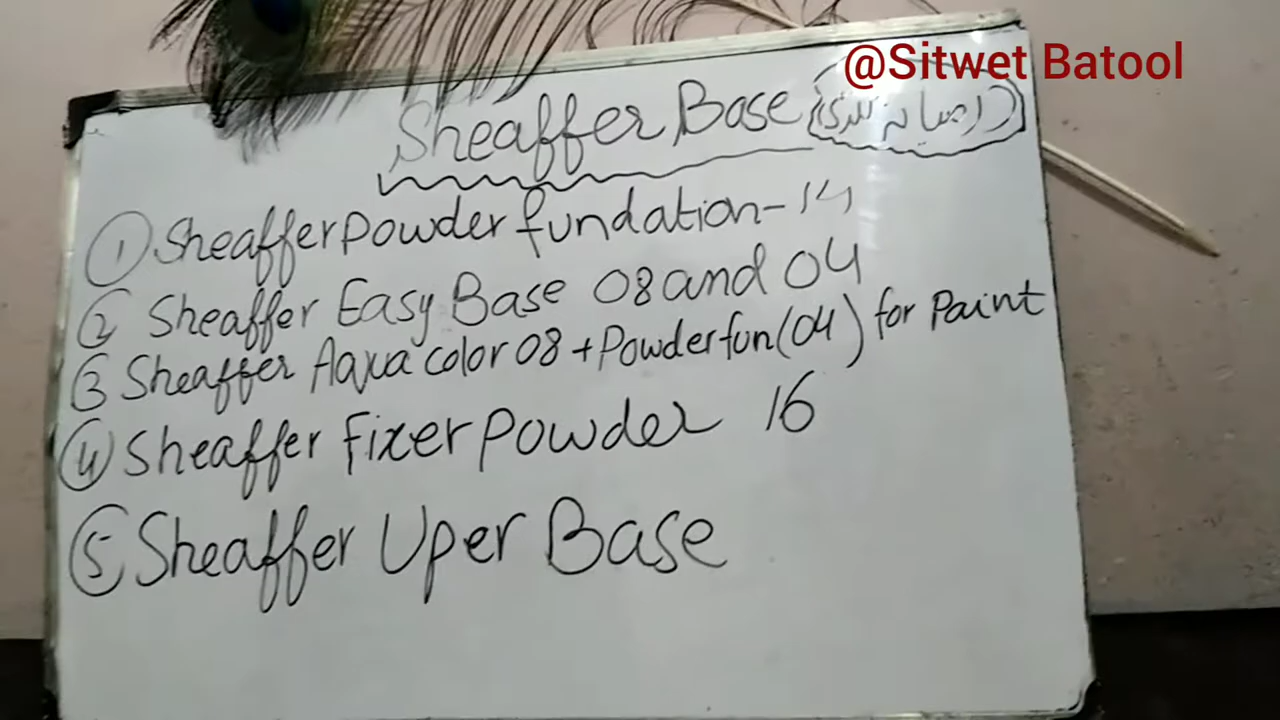 @Sitwet Batool
Sheaffer Base
① Sheaffer Powder fundation - 14
② Sheaffer Easy Base 08 and 04
③ Sheaffer Aqua color 08 + Powder fun (04) for Paint
④ Sheaffer Fixer Powder 16
⑤ Sheaffer Uper Base